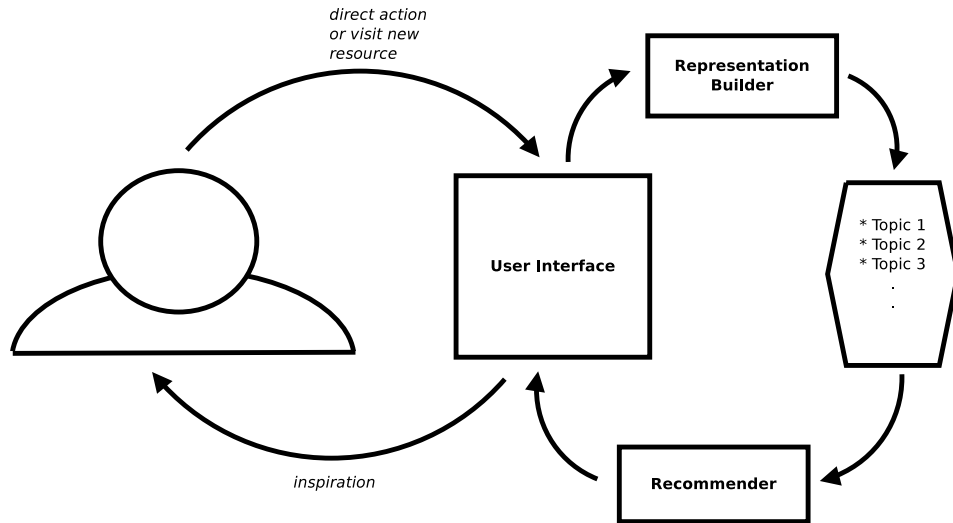 direct action
or visit new
resource
Representation
Builder
User Interface
* Topic 1
* Topic 2
* Topic 3
.
.
Recommender
inspiration